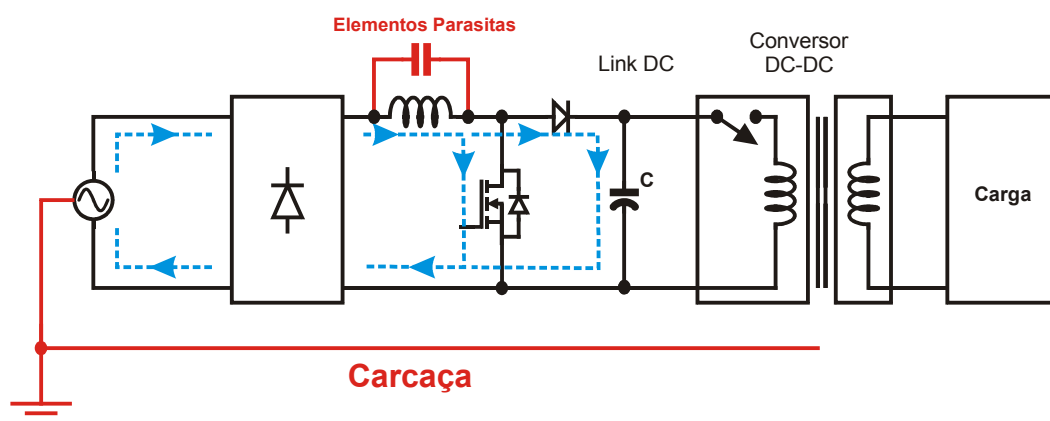 Elementos Parasitas
Link DC
Conversor
DC-DC
C
Carga
Carcaça